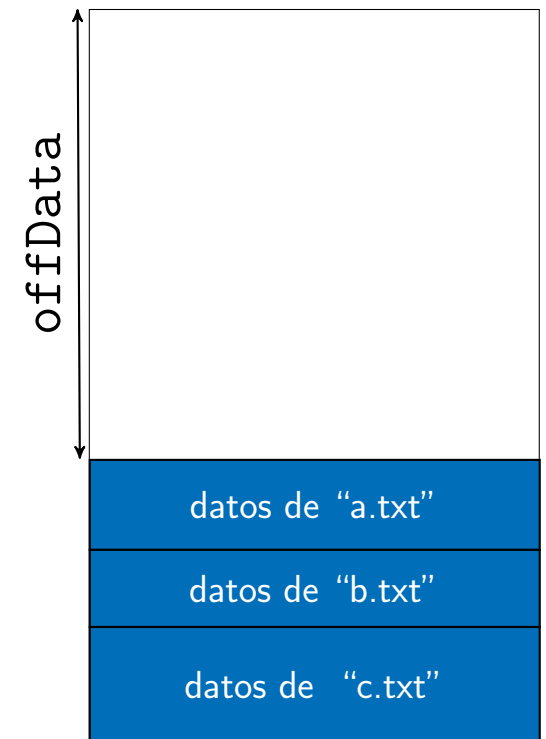 offData
datos de “a.txt”
datos de “b.txt”
datos de “c.txt”